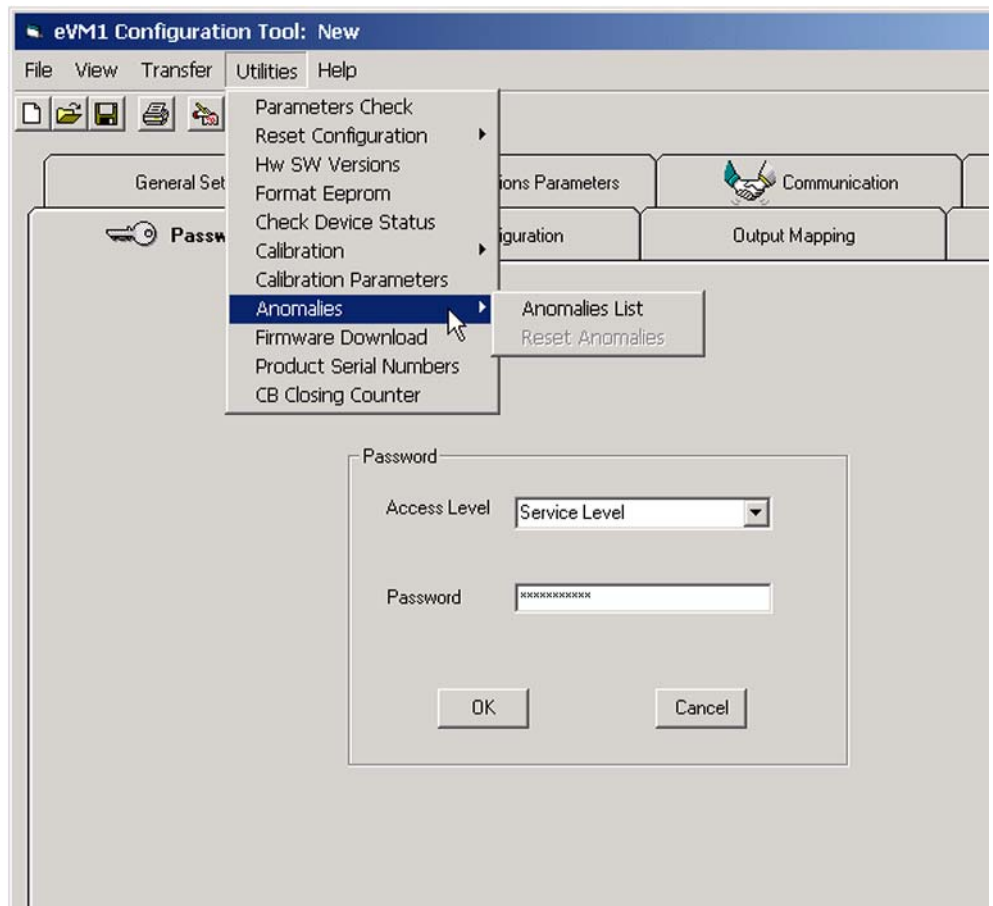 eVM1 Configuration Tool: New
File View Transfer Utilities Help
Parameters Check
Reset Configuration
Hw SW Versions
Format Eeprom
Check Device Status
Calibration
Calibration Parameters
Anomalies
Firmware Download
Product Serial Numbers
CB Closing Counter
Anomalies List
Reset Anomalies
General Set
ions Parameters
Communication
Passw
iguration
Output Mapping
Password
Access Level
Service Level
Password
xxxxxxxxxxx
OK
Cancel